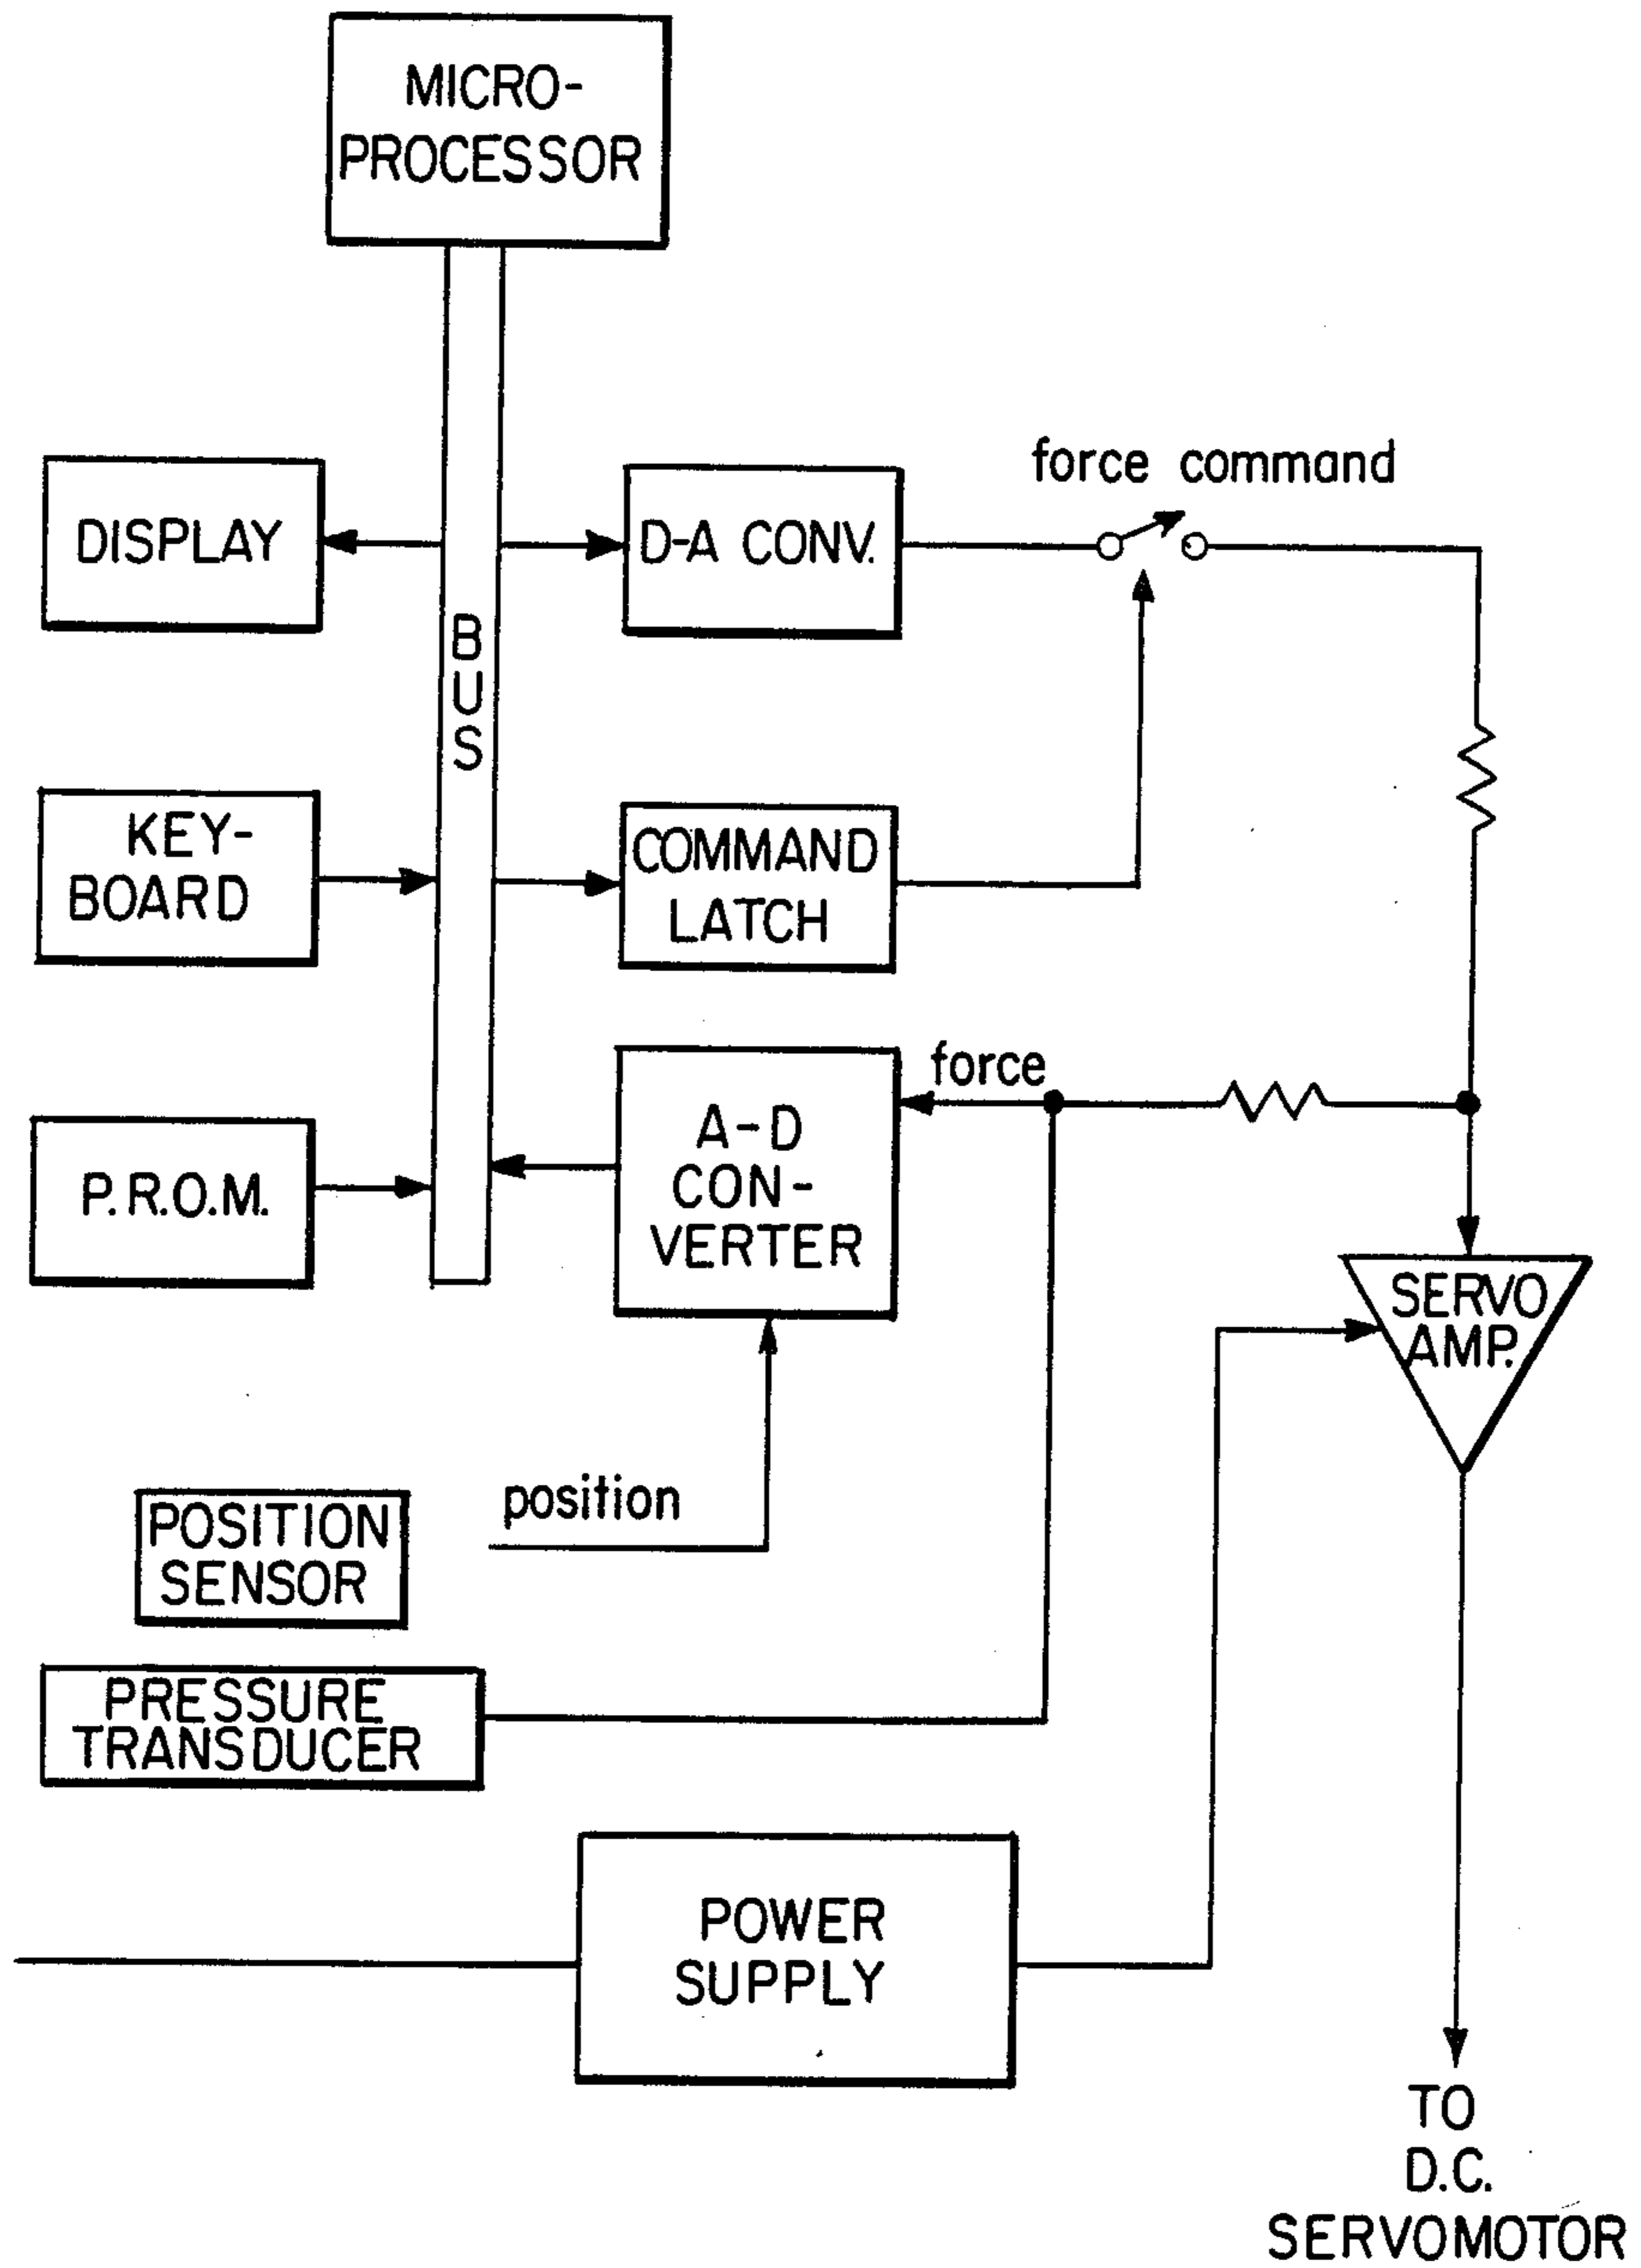 MICRO-
PROCESSOR
force command
DISPLAY
D-A CONV.
BUS
KEY-
BOARD
COMMAND
LATCH
force
A-D
CON-
VERTER
P.R.O.M.
SERVO
AMP.
position
POSITION
SENSOR
PRESSURE
TRANSDUCER
POWER
SUPPLY
TO
D.C.
SERVOMOTOR